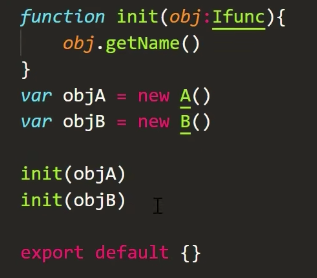 function init(obj:Ifunc){
    obj.getName()
}
var objA = new A()
var objB = new B()
init(objA)
init(objB)
export default {}